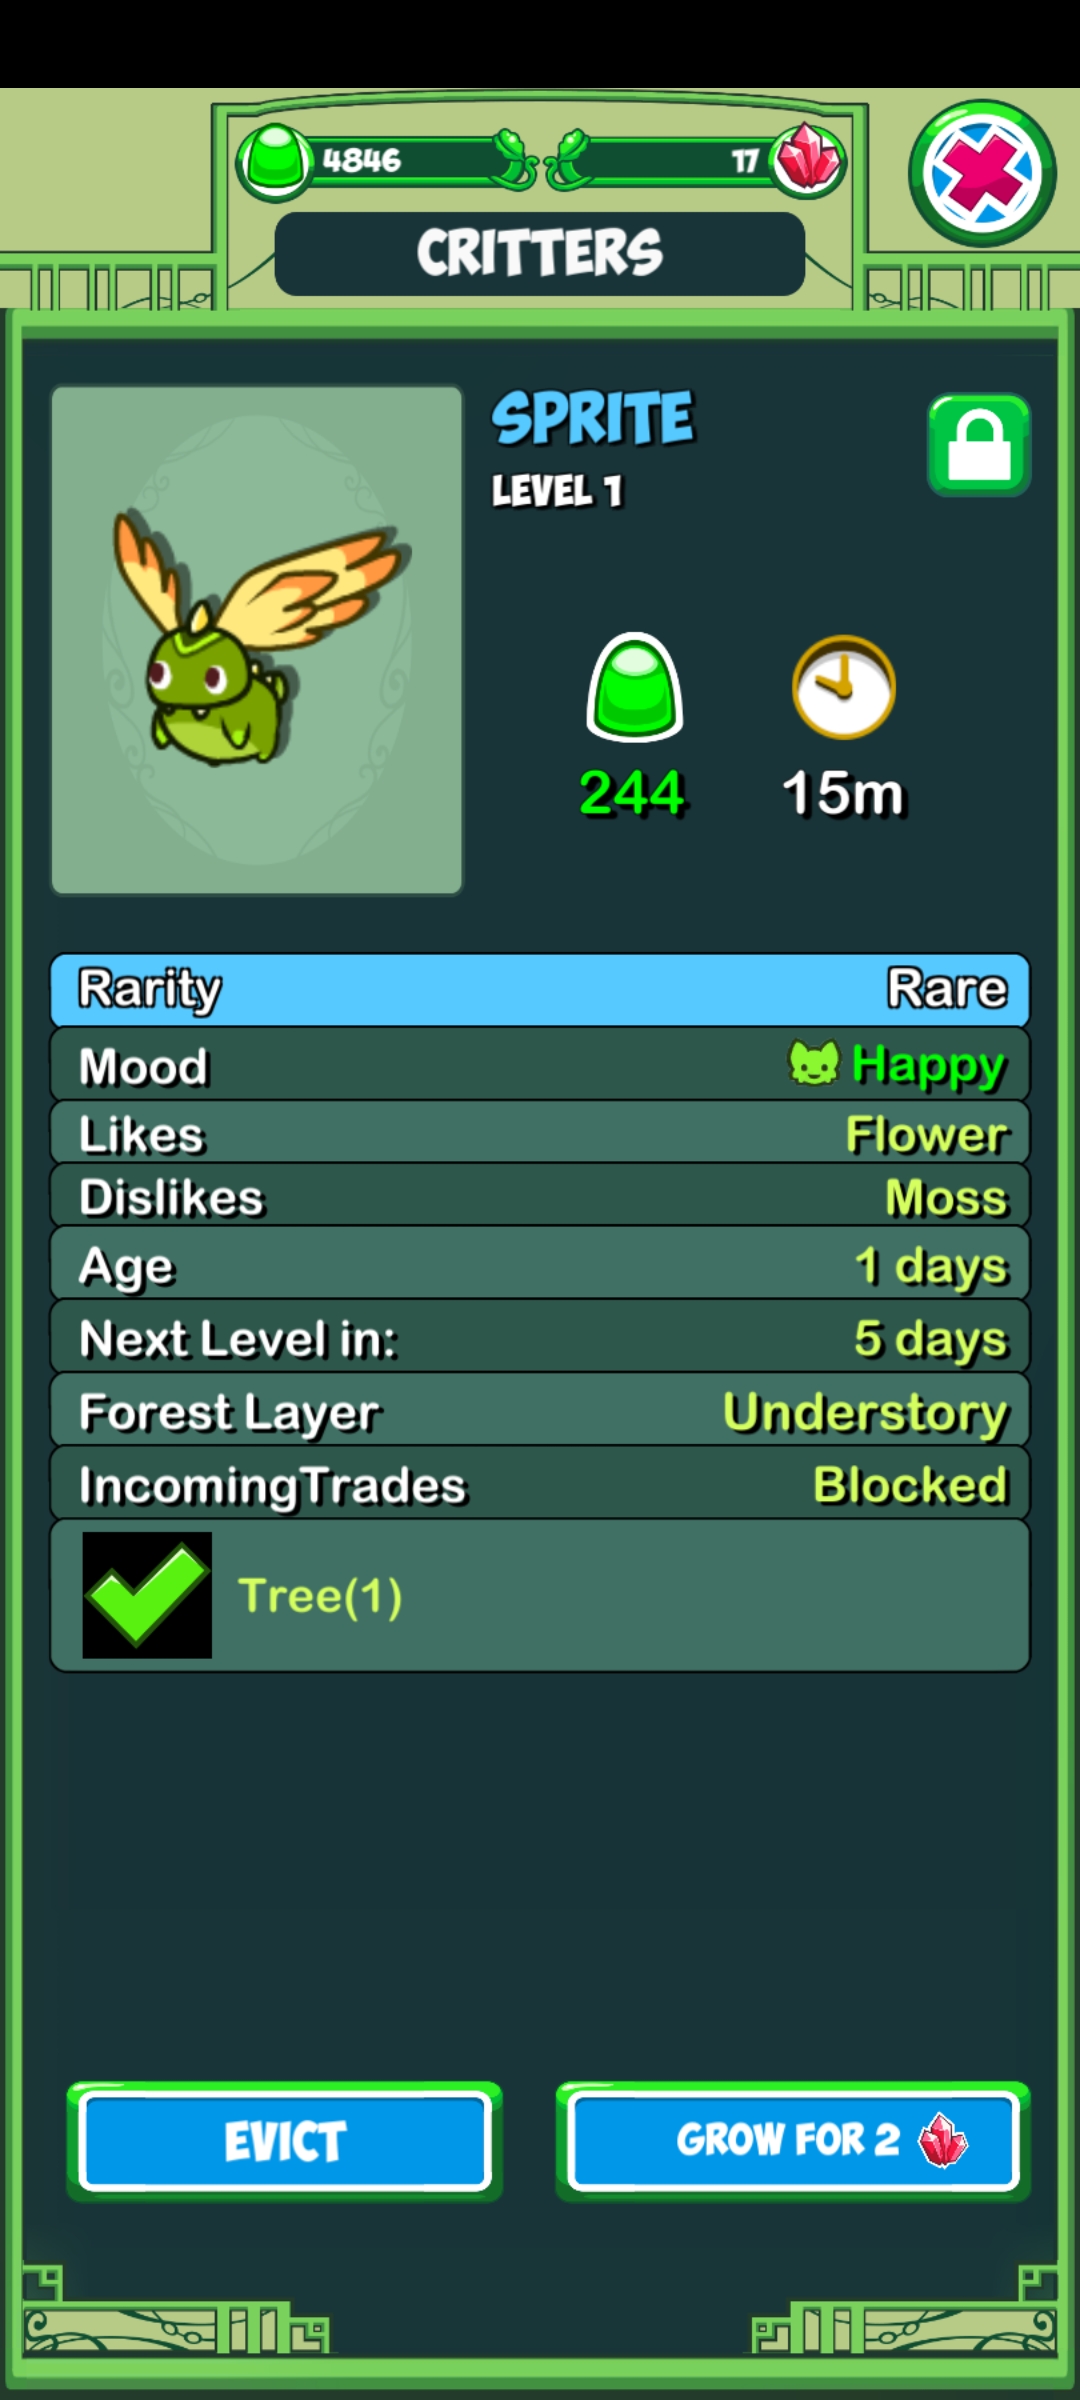 4846
17
CRITTERS
SPRITE
LEVEL 1
244
15m
Rarity Rare
Mood Happy
Likes Flower
Dislikes Moss
Age 1 days
Next Level in: 5 days
Forest Layer Understory
IncomingTrades Blocked
Tree(1)
EVICT
GROW FOR 2